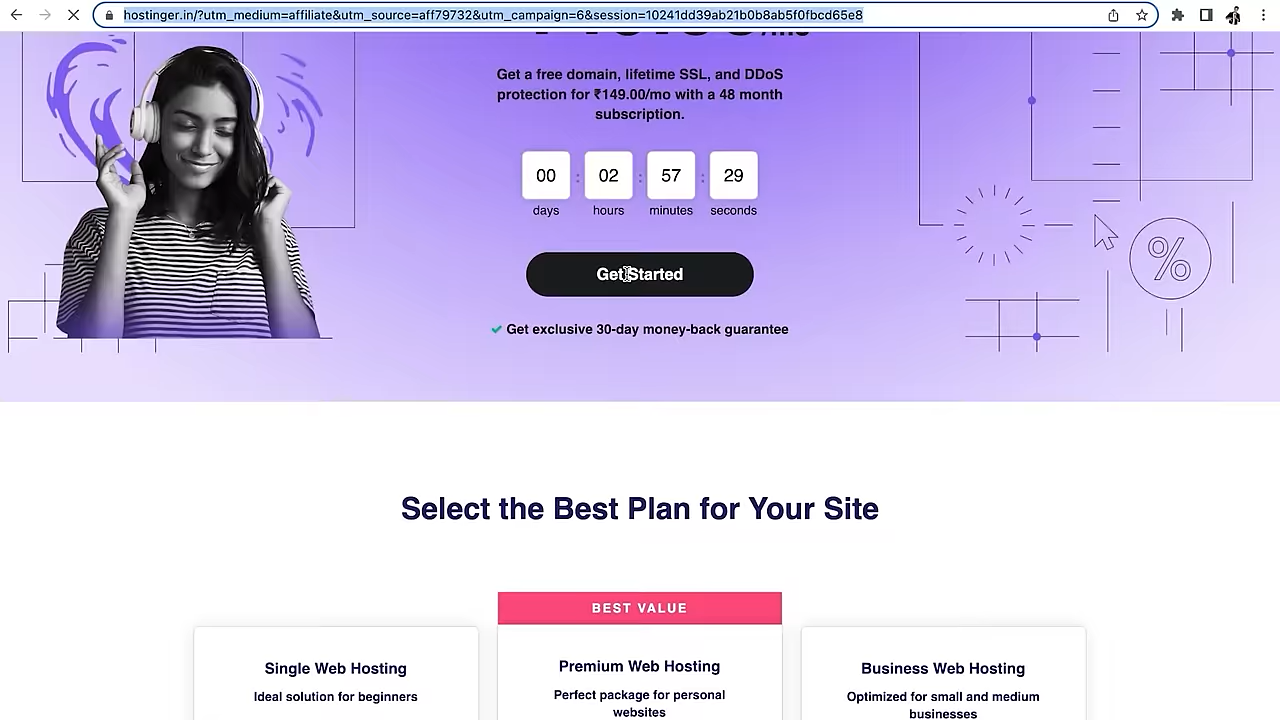 hostinger.in/?utm_medium=affiliate&utm_source=aff79732&utm_campaign=6&session=10241dd39ab21b0b8ab5f0fbcd65e8
Get a free domain, lifetime SSL, and DDoS
protection for ₹149.00/mo with a 48 month
subscription.
00 : 02 : 57 : 29
days hours minutes seconds
Get Started
Get exclusive 30-day money-back guarantee
%
Select the Best Plan for Your Site
BEST VALUE
Single Web Hosting
Ideal solution for beginners
Premium Web Hosting
Perfect package for personal
websites
Business Web Hosting
Optimized for small and medium
businesses